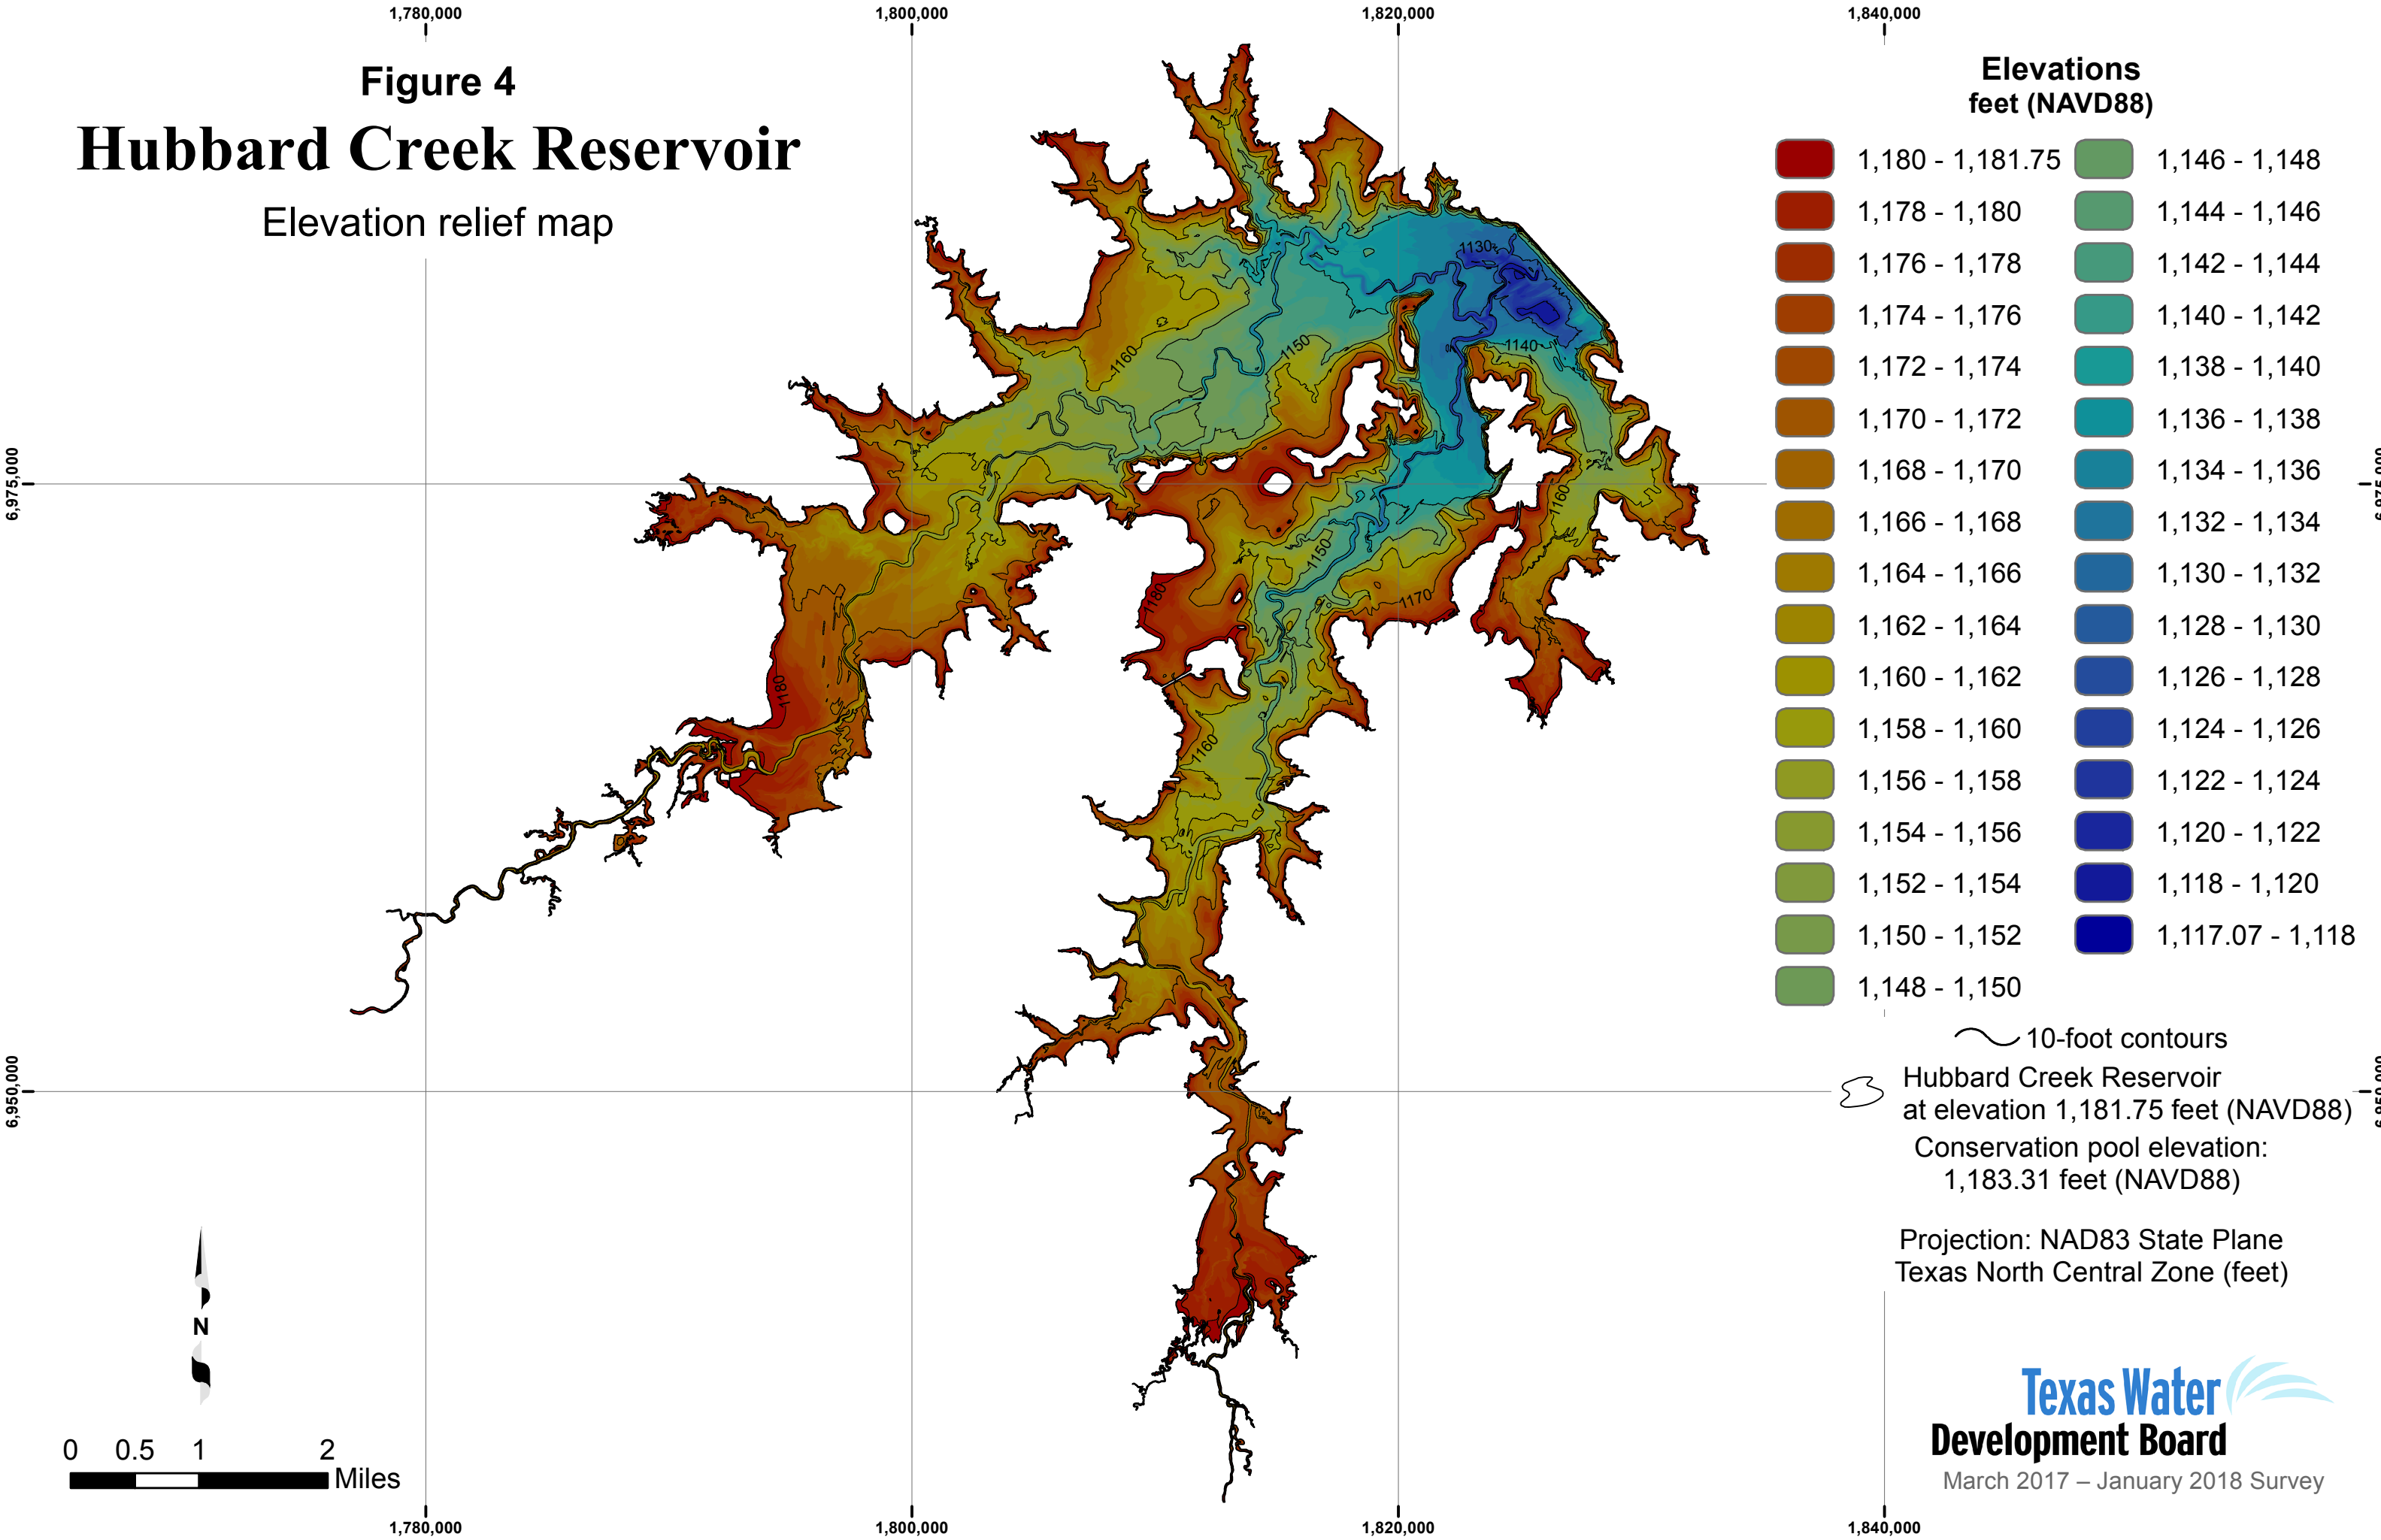 1,780,000
1,800,000
1,820,000
1,840,000
Figure 4
Hubbard Creek Reservoir
Elevation relief map
Elevations
feet (NAVD88)
1,180 - 1,181.75
1,178 - 1,180
1,176 - 1,178
1,174 - 1,176
1,172 - 1,174
1,170 - 1,172
1,168 - 1,170
1,166 - 1,168
1,164 - 1,166
1,162 - 1,164
1,160 - 1,162
1,158 - 1,160
1,156 - 1,158
1,154 - 1,156
1,152 - 1,154
1,150 - 1,152
1,148 - 1,150
1,146 - 1,148
1,144 - 1,146
1,142 - 1,144
1,140 - 1,142
1,138 - 1,140
1,136 - 1,138
1,134 - 1,136
1,132 - 1,134
1,130 - 1,132
1,128 - 1,130
1,126 - 1,128
1,124 - 1,126
1,122 - 1,124
1,120 - 1,122
1,118 - 1,120
1,117.07 - 1,118
1130
1140
1150
1160
1160
1150
1170
1180
1180
1160
6,975,000
6,950,000
10-foot contours
Hubbard Creek Reservoir
at elevation 1,181.75 feet (NAVD88)
Conservation pool elevation:
1,183.31 feet (NAVD88)
Projection: NAD83 State Plane
Texas North Central Zone (feet)
N
0 0.5 1 2
Miles
Texas Water
Development Board
March 2017 – January 2018 Survey
1,780,000
1,800,000
1,820,000
1,840,000